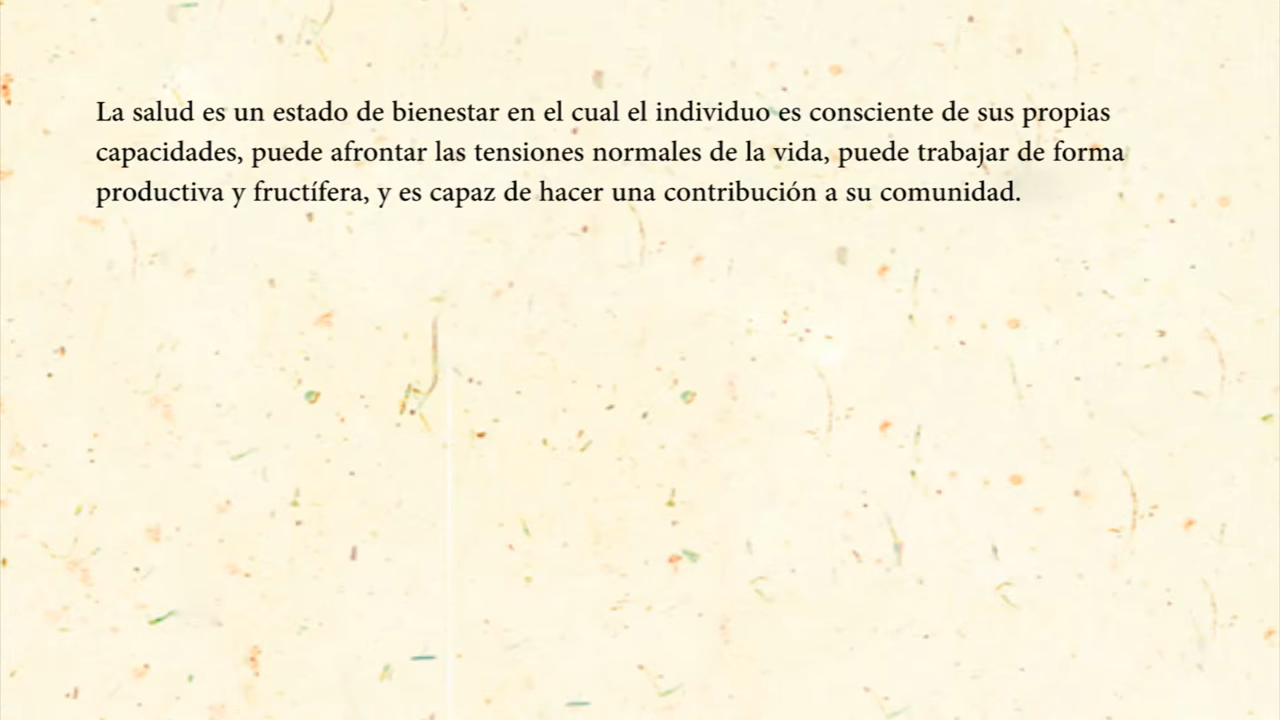 La salud es un estado de bienestar en el cual el individuo es consciente de sus propias
capacidades, puede afrontar las tensiones normales de la vida, puede trabajar de forma
productiva y fructífera, y es capaz de hacer una contribución a su comunidad.